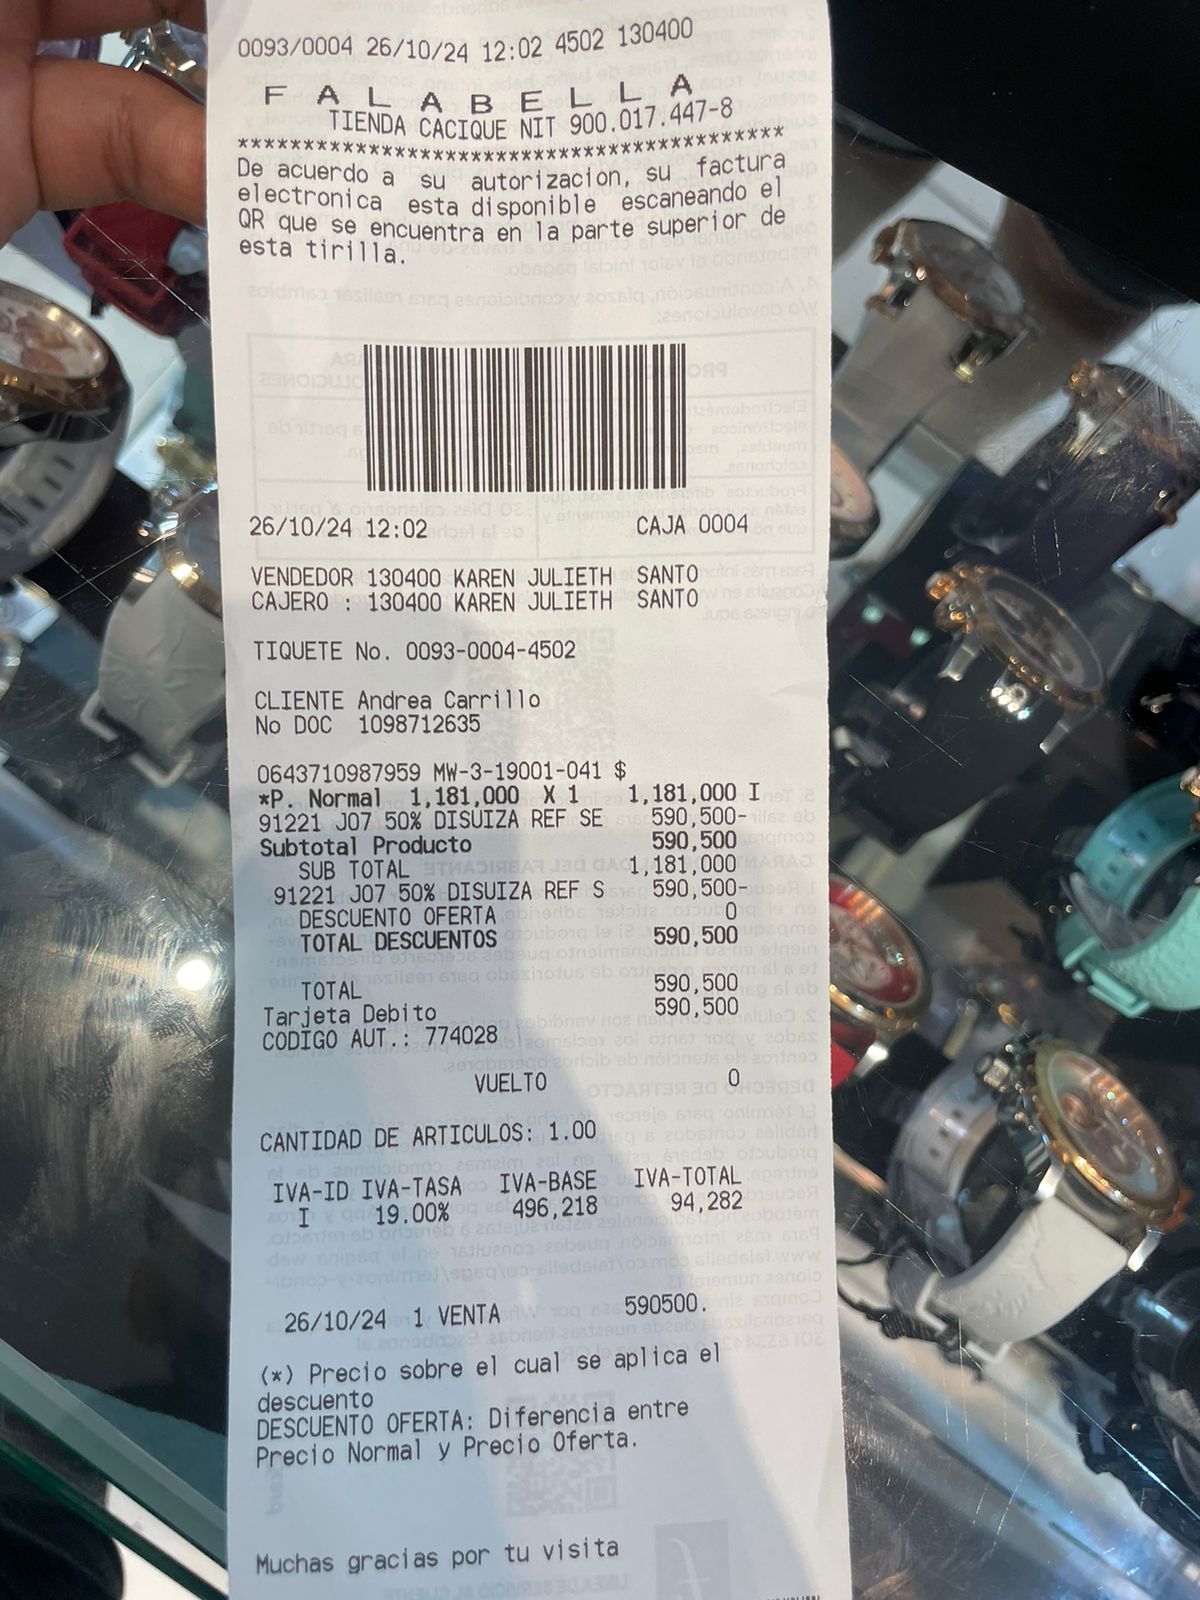 0093/0004 26/10/24 12:02 4502 130400
F A L A B E L L A
TIENDA CACIQUE NIT 900.017.447-8
******************************************
De acuerdo a su autorizacion, su factura
electronica esta disponible escaneando el
QR que se encuentra en la parte superior de
esta tirilla.
26/10/24 12:02 CAJA 0004
VENDEDOR 130400 KAREN JULIETH SANTO
CAJERO : 130400 KAREN JULIETH SANTO
TIQUETE No. 0093-0004-4502
CLIENTE Andrea Carrillo
No DOC 1098712635
0643710987959 MW-3-19001-041 $
*P. Normal 1,181,000 X 1 1,181,000 I
91221 J07 50% DISUIZA REF SE 590,500-
Subtotal Producto 590,500
SUB TOTAL 1,181,000
91221 J07 50% DISUIZA REF S 590,500-
DESCUENTO OFERTA 0
TOTAL DESCUENTOS 590,500
TOTAL 590,500
Tarjeta Debito 590,500
CODIGO AUT.: 774028
VUELTO 0
CANTIDAD DE ARTICULOS: 1.00
IVA-ID IVA-TASA IVA-BASE IVA-TOTAL
I 19.00% 496,218 94,282
26/10/24 1 VENTA 590500.
(*) Precio sobre el cual se aplica el
descuento
DESCUENTO OFERTA: Diferencia entre
Precio Normal y Precio Oferta.
Muchas gracias por tu visita